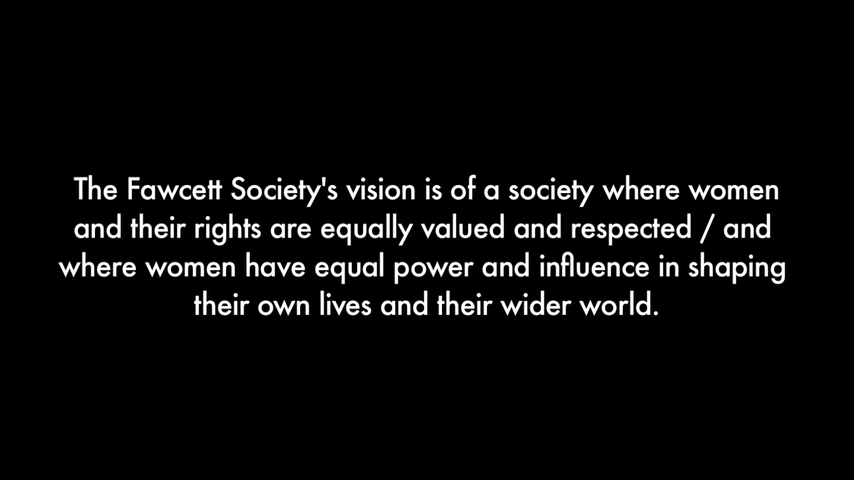 The Fawcett Society's vision is of a society where women
and their rights are equally valued and respected / and
where women have equal power and influence in shaping
their own lives and their wider world.